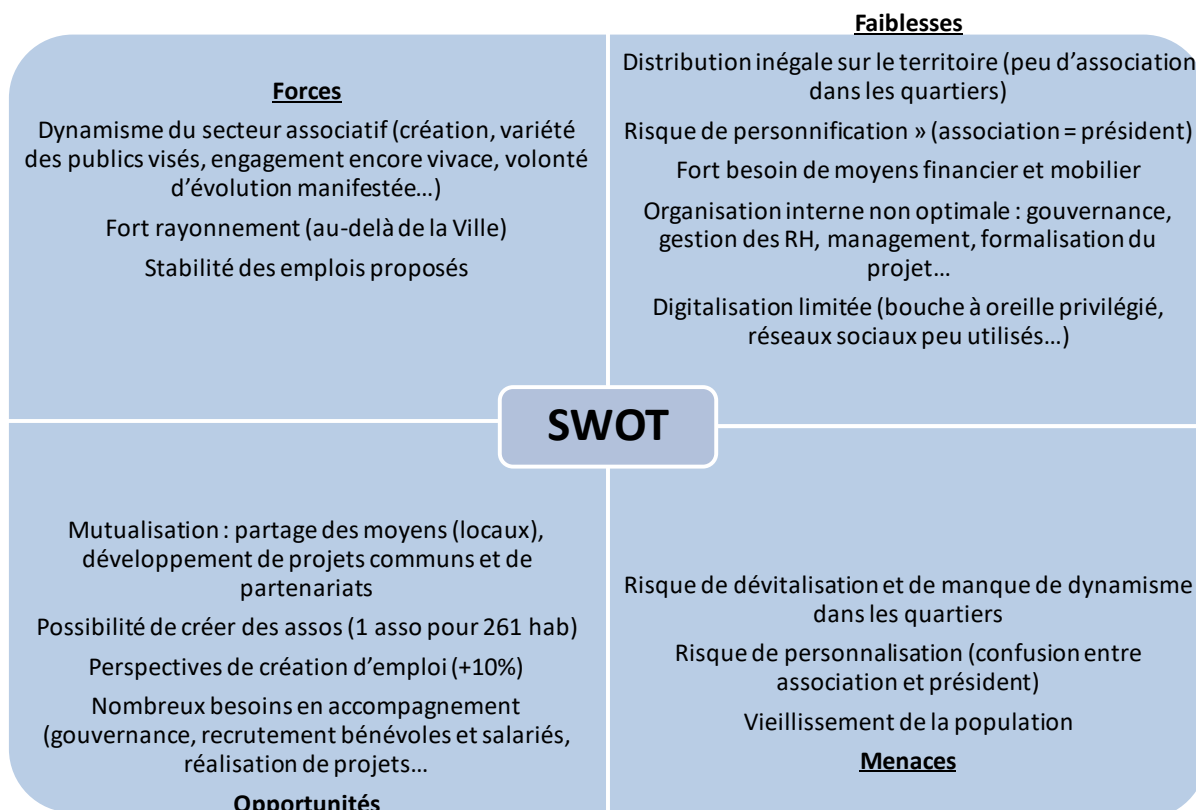 Forces
Dynamisme du secteur associatif (création, variété
des publics visés, engagement encore vivace, volonté
d'évolution manifestée…)
Fort rayonnement (au-delà de la Ville)
Stabilité des emplois proposés
Faiblesses
Distribution inégale sur le territoire (peu d'association
dans les quartiers)
Risque de personnification » (association = président)
Fort besoin de moyens financier et mobilier
Organisation interne non optimale : gouvernance,
gestion des RH, management, formalisation du
projet…
Digitalisation limitée (bouche à oreille privilégié,
réseaux sociaux peu utilisés…)
SWOT
Mutualisation : partage des moyens (locaux),
développement de projets communs et de
partenariats
Possibilité de créer des assos (1 asso pour 261 hab)
Perspectives de création d'emploi (+10%)
Nombreux besoins en accompagnement
(gouvernance, recrutement bénévoles et salariés,
réalisation de projets…
Opportunités
Risque de dévitalisation et de manque de dynamisme
dans les quartiers
Risque de personnalisation (confusion entre
association et président)
Vieillissement de la population
Menaces